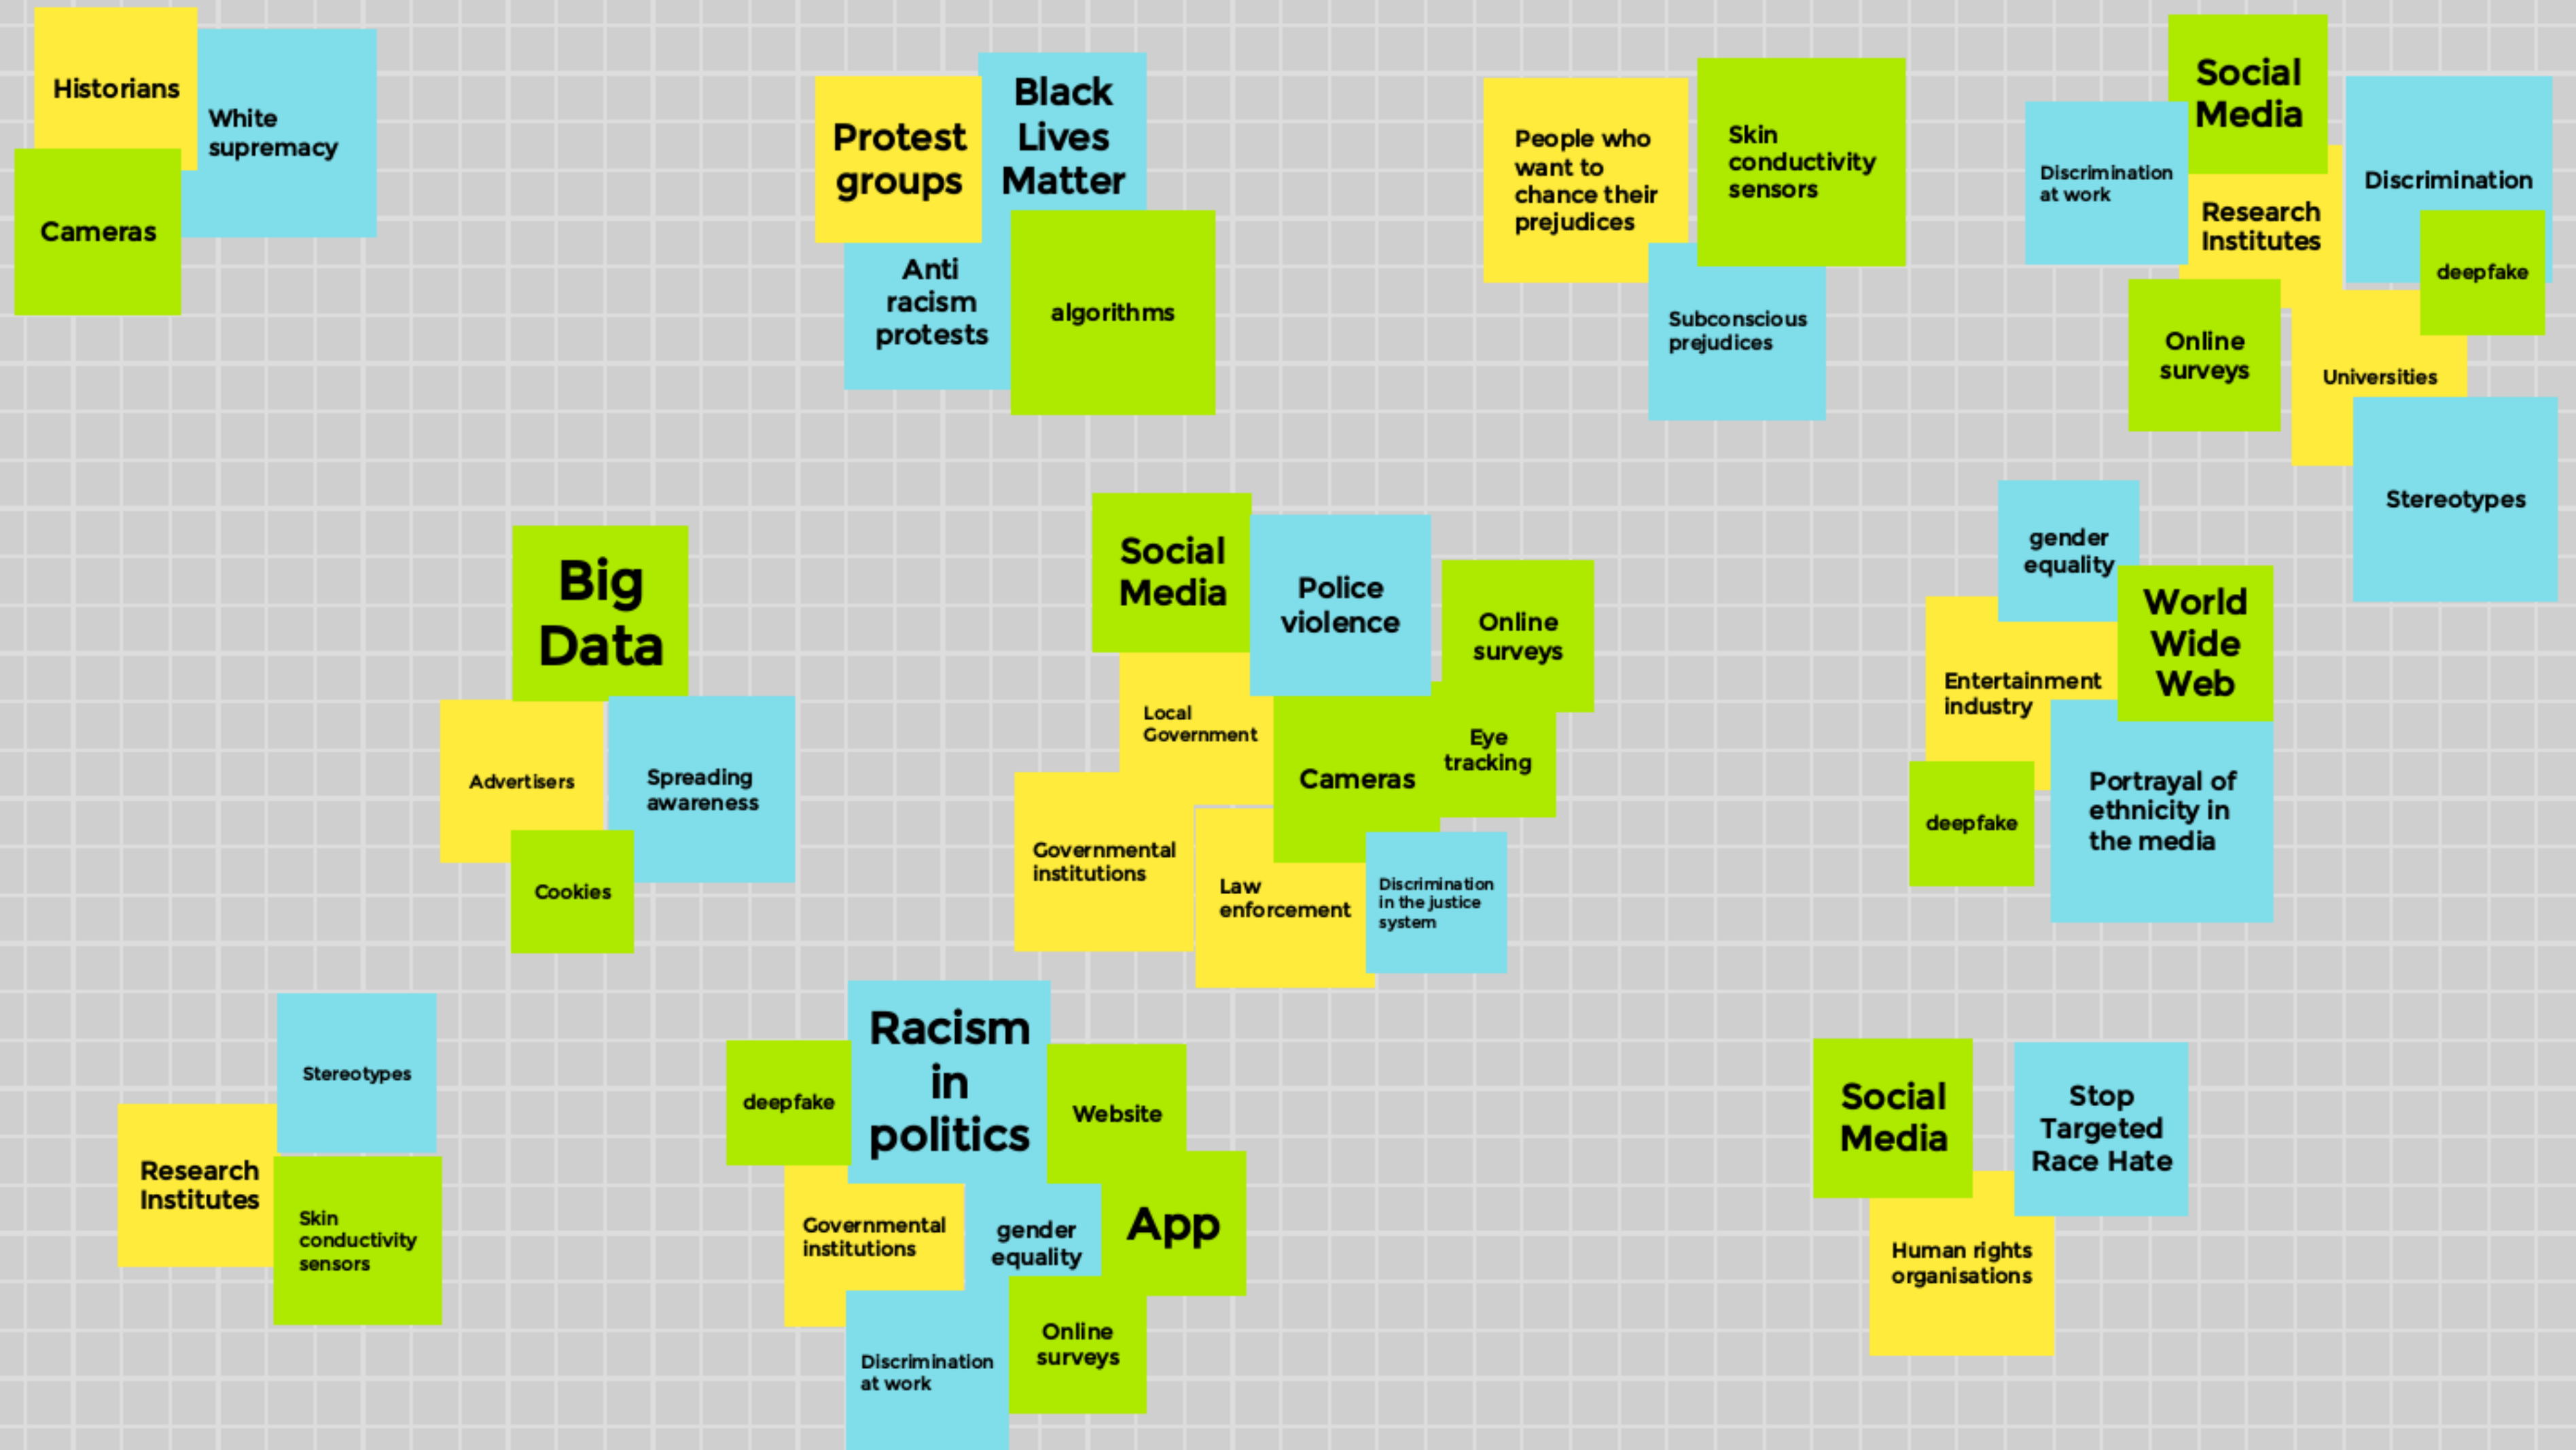 Historians
White
supremacy
Cameras
Protest
groups
Black
Lives
Matter
Anti
racism
protests
algorithms
People who
want to
chance their
prejudices
Skin
conductivity
sensors
Subconscious
prejudices
Social
Media
Discrimination
at work
Research
Institutes
Discrimination
deepfake
Online
surveys
Universities
Stereotypes
Big
Data
Advertisers
Spreading
awareness
Cookies
Social
Media
Police
violence
Online
surveys
Local
Government
Cameras
Eye
tracking
Governmental
institutions
Law
enforcement
Discrimination
in the justice
system
gender
equality
World
Wide
Web
Entertainment
industry
deepfake
Portrayal of
ethnicity in
the media
Stereotypes
Research
Institutes
Skin
conductivity
sensors
Racism
in
politics
deepfake
Website
Governmental
institutions
gender
equality
App
Discrimination
at work
Online
surveys
Social
Media
Stop
Targeted
Race Hate
Human rights
organisations